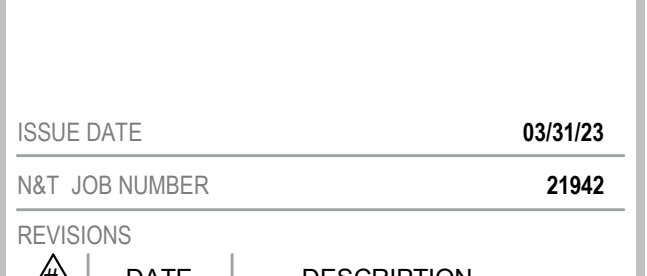 ISSUE DATE 03/31/23
N&T JOB NUMBER 21942
REVISIONS
# DATE DESCRIPTION